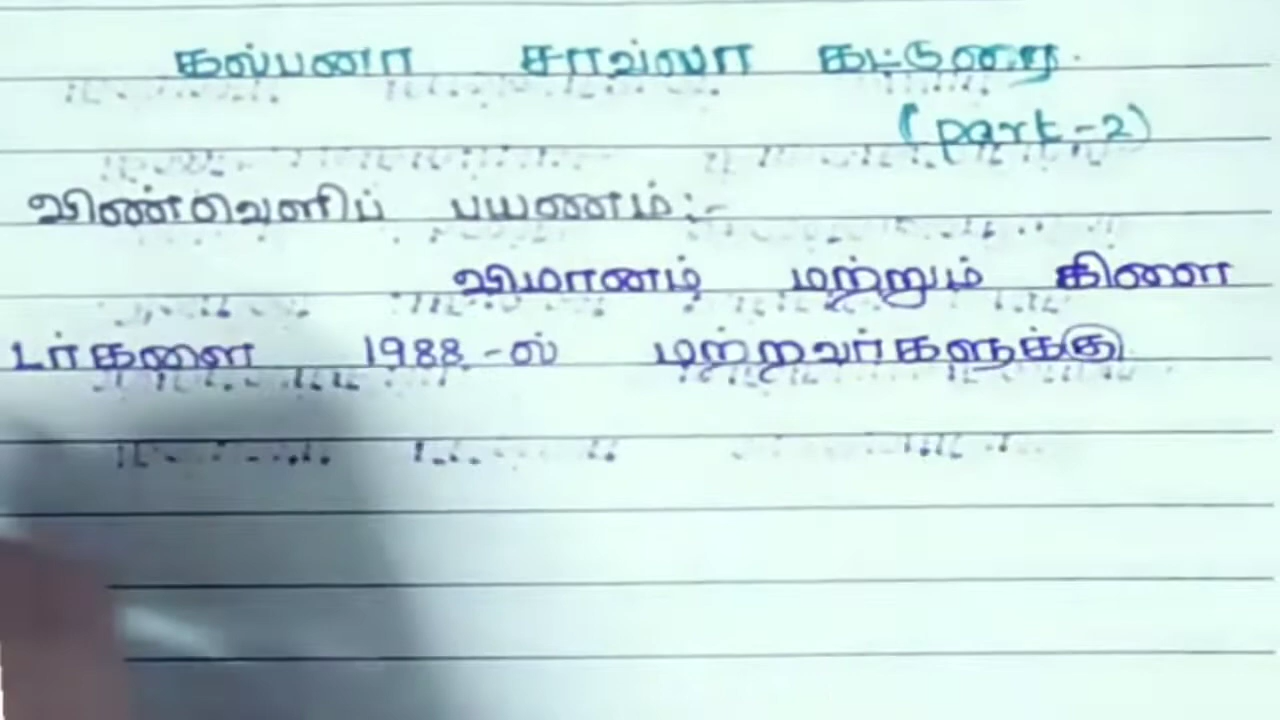 கல்பனா சாவ்லா கட்டுரை.
(part-2)
விண்வெளிப் பயணம்:-
விமானம் மற்றும் கிளை
டர்களை 1988-ல் மற்றவர்களுக்கு